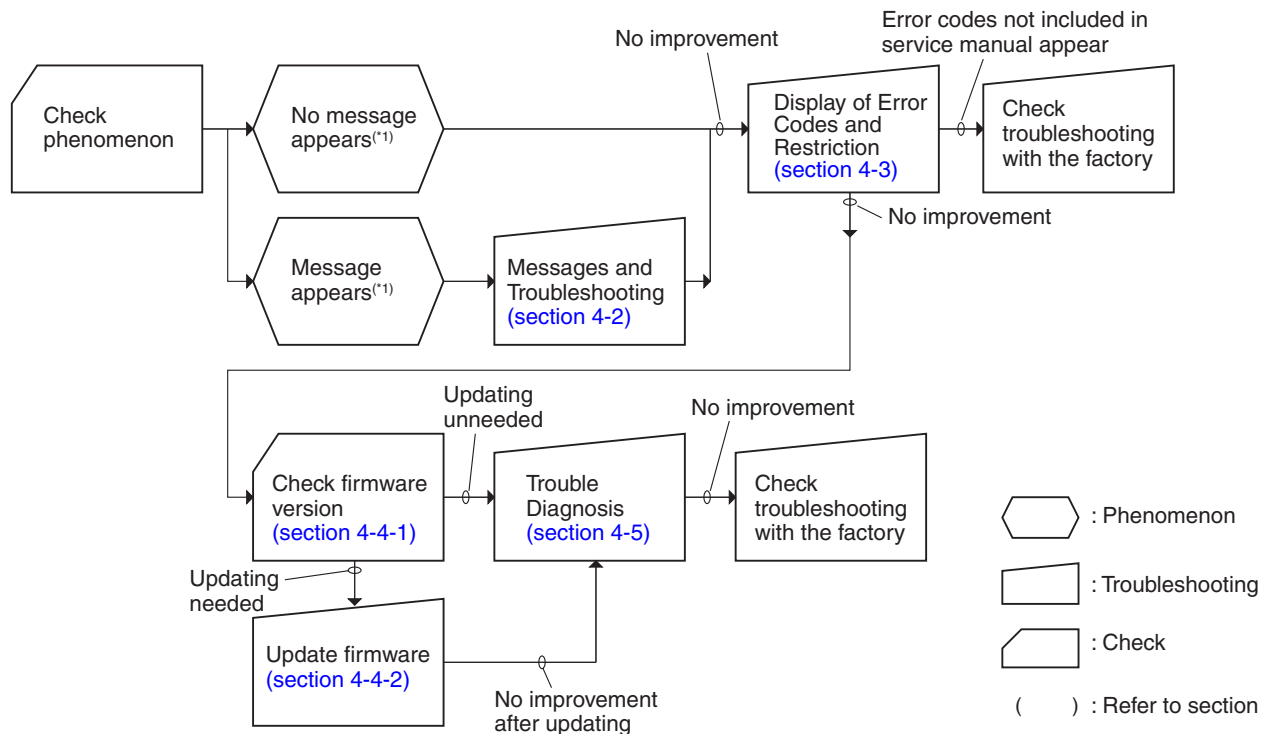 No improvement
Error codes not included in
service manual appear
Check
phenomenon
No message
appears(*1)
Display of Error
Codes and
Restriction
(section 4-3)
Check
troubleshooting
with the factory
No improvement
Message
appears(*1)
Messages and
Troubleshooting
(section 4-2)
Updating
unneeded
No improvement
Check firmware
version
(section 4-4-1)
Trouble
Diagnosis
(section 4-5)
Check
troubleshooting
with the factory
Updating
needed
Update firmware
(section 4-4-2)
No improvement
after updating
: Phenomenon
: Troubleshooting
: Check
( ) : Refer to section